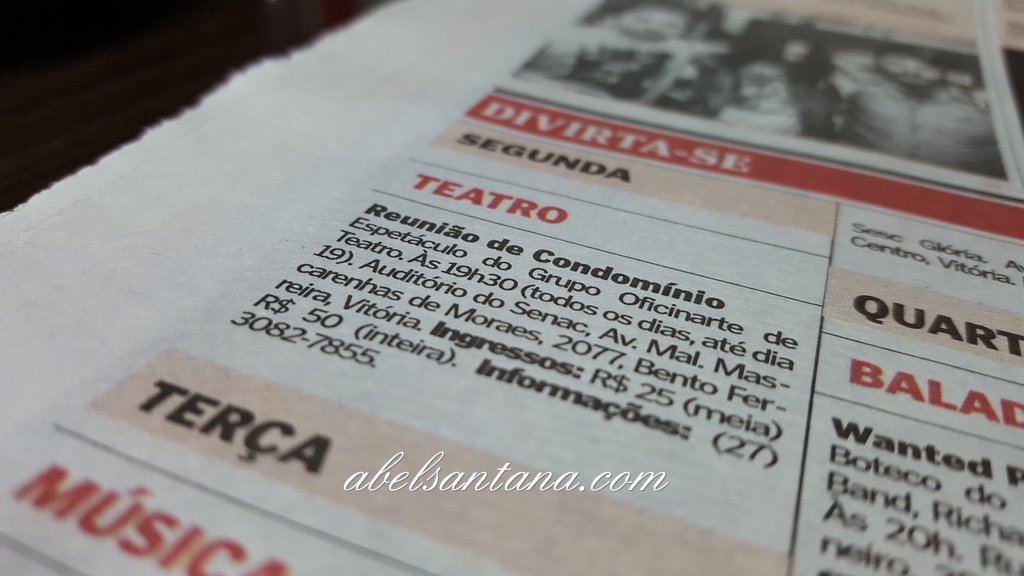 DIVIRTA-SE
SEGUNDA
TEATRO
Reunião de Condomínio
Espetáculo do Grupo Oficinarte de
Teatro. Às 19h30 (todos os dias, até dia
19). Auditório do Senac, Av. Mal. Mas-
carenhas de Moraes, 2077, Bento Fer-
reira, Vitória. Ingressos: R$ 25 (meia)
R$ 50 (inteira). Informações: (27)
3082-7855.
TERÇA
MÚSICA
Sesc Glória. Av
Centro, Vitória.
QUART
BALAD
Wanted P
Boteco do
Band, Richa
Às 20h. Ru
neiro,
abelsantana.com